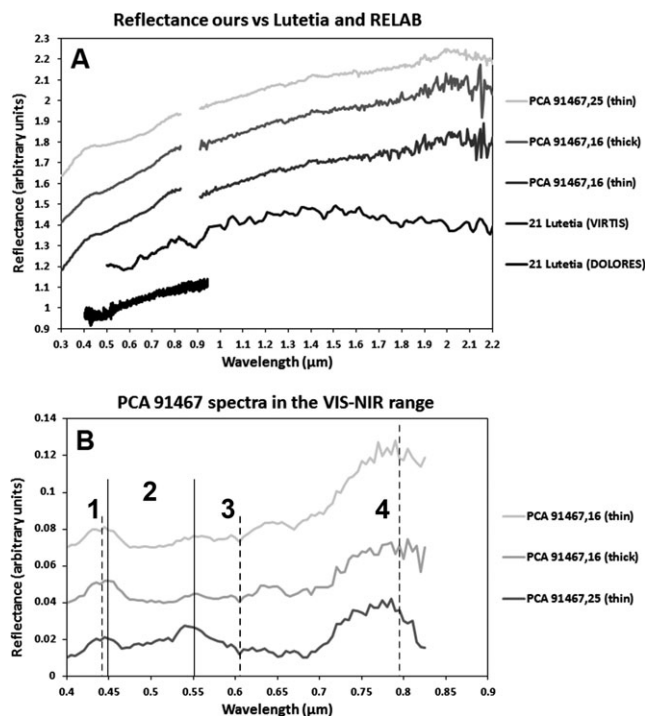 Reflectance ours vs Lutetia and RELAB
A
Reflectance (arbitrary units)
2.3
2.2
2.1
2
1.9
1.8
1.7
1.6
1.5
1.4
1.3
1.2
1.1
1
0.9
0.3 0.4 0.5 0.6 0.7 0.8 0.9 1 1.1 1.2 1.3 1.4 1.5 1.6 1.7 1.8 1.9 2 2.1 2.2
Wavelength (µm)
PCA 91467,25 (thin)
PCA 91467,16 (thick)
PCA 91467,16 (thin)
21 Lutetia (VIRTIS)
21 Lutetia (DOLORES)
PCA 91467 spectra in the VIS-NIR range
B
Reflectance (arbitrary units)
0.14
0.12
0.1
0.08
0.06
0.04
0.02
0
1 2 3 4
0.4 0.45 0.5 0.55 0.6 0.65 0.7 0.75 0.8 0.85 0.9
Wavelength (µm)
PCA 91467,16 (thin)
PCA 91467,16 (thick)
PCA 91467,25 (thin)